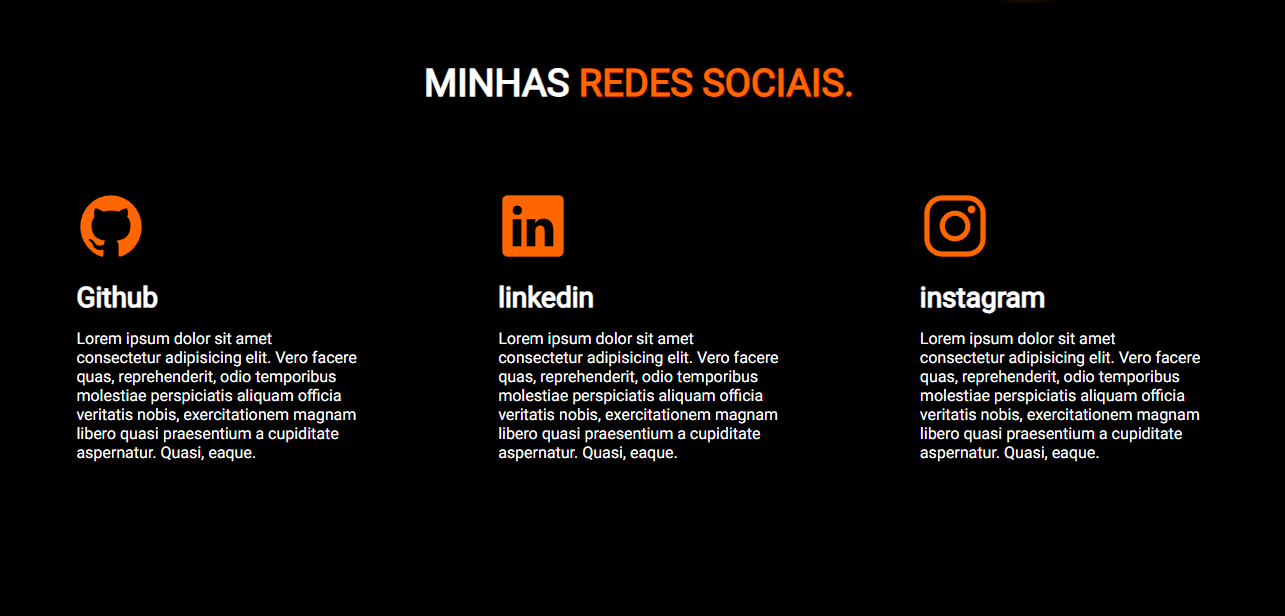 MINHAS REDES SOCIAIS.
in
Github
Lorem ipsum dolor sit amet
consectetur adipisicing elit. Vero facere
quas, reprehenderit, odio temporibus
molestiae perspiciatis aliquam officia
veritatis nobis, exercitationem magnam
libero quasi praesentium a cupiditate
aspernatur. Quasi, eaque.
linkedin
Lorem ipsum dolor sit amet
consectetur adipisicing elit. Vero facere
quas, reprehenderit, odio temporibus
molestiae perspiciatis aliquam officia
veritatis nobis, exercitationem magnam
libero quasi praesentium a cupiditate
aspernatur. Quasi, eaque.
instagram
Lorem ipsum dolor sit amet
consectetur adipisicing elit. Vero facere
quas, reprehenderit, odio temporibus
molestiae perspiciatis aliquam officia
veritatis nobis, exercitationem magnam
libero quasi praesentium a cupiditate
aspernatur. Quasi, eaque.